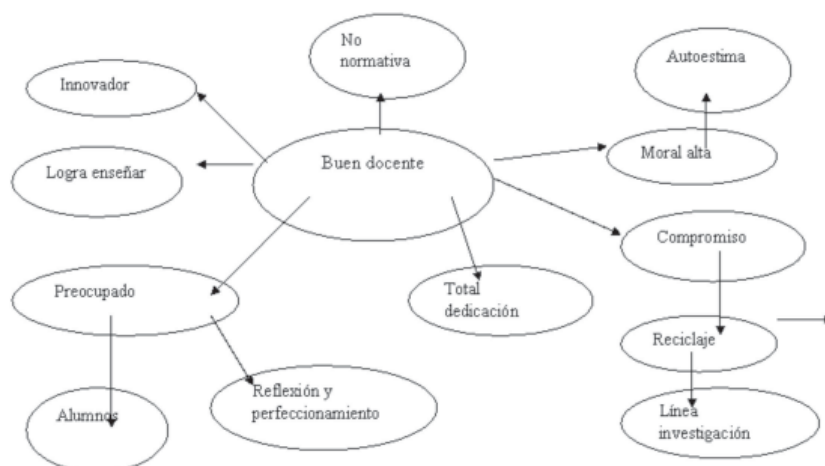 No
normativa
Autoestima
Innovador
Buen docente
Moral alta
Logra enseñar
Compromiso
Preocupado
Total
dedicación
Reciclaje
Reflexión y
perfeccionamiento
Alumnos
Línea
investigación